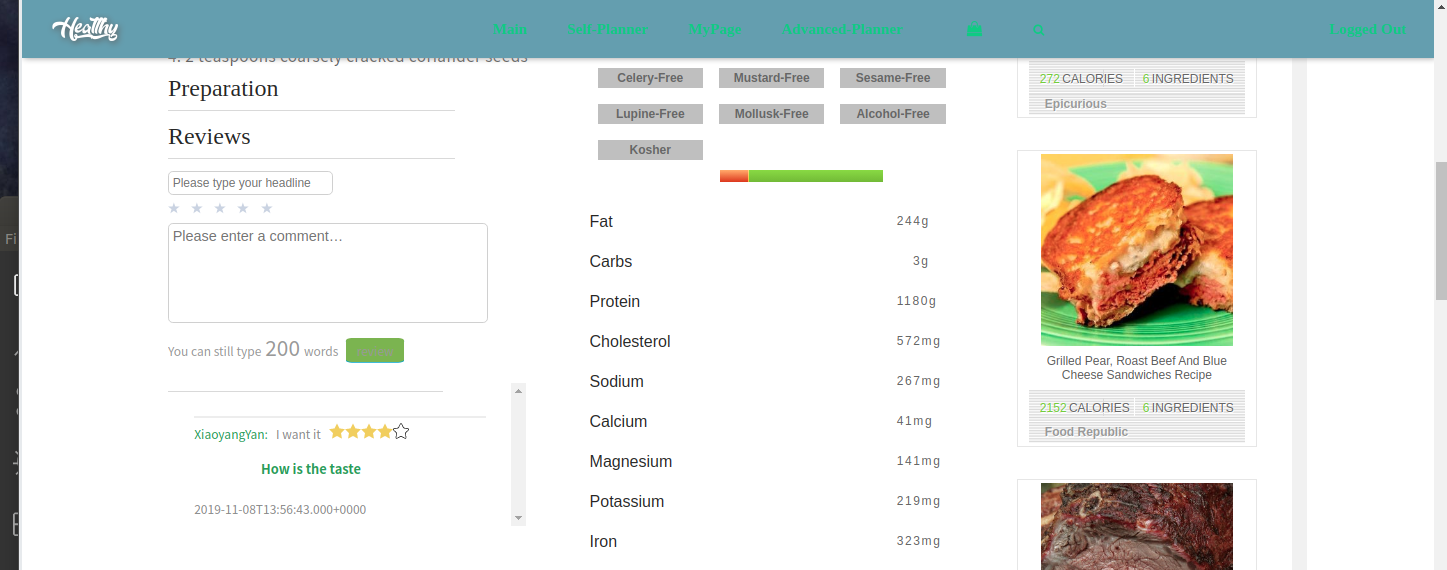 Healthy
Main Self-Planner MyPage Advanced-Planner Logged Out
4. 2 teaspoons coarsely cracked coriander seeds
Preparation
Reviews
Please type your headline
Please enter a comment…
You can still type 200 words
XiaoyangYan: I want it
How is the taste
2019-11-08T13:56:43.000+0000
Celery-Free Mustard-Free Sesame-Free
Lupine-Free Mollusk-Free Alcohol-Free
Kosher
Fat 244g
Carbs 3g
Protein 1180g
Cholesterol 572mg
Sodium 267mg
Calcium 41mg
Magnesium 141mg
Potassium 219mg
Iron 323mg
272 CALORIES 6 INGREDIENTS
Epicurious
Grilled Pear, Roast Beef And Blue
Cheese Sandwiches Recipe
2152 CALORIES 6 INGREDIENTS
Food Republic
Fi